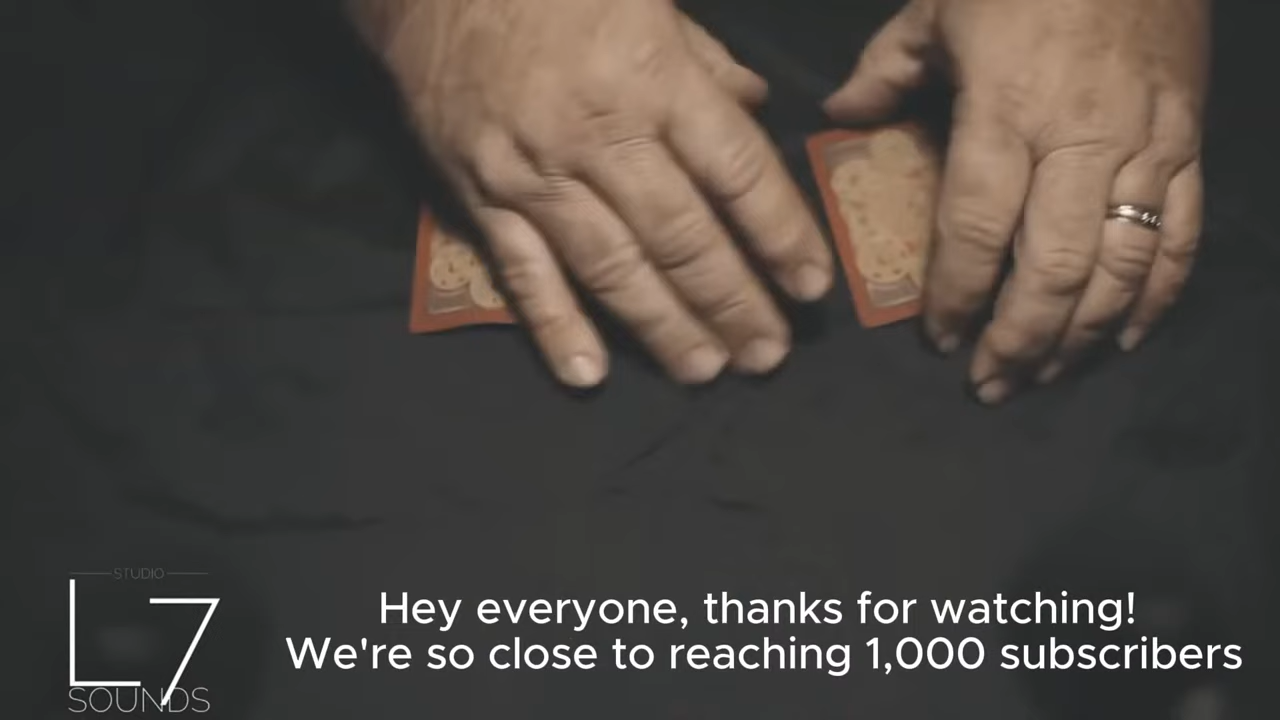 Hey everyone, thanks for watching!
We're so close to reaching 1,000 subscribers
STUDIO
L7
SOUNDS